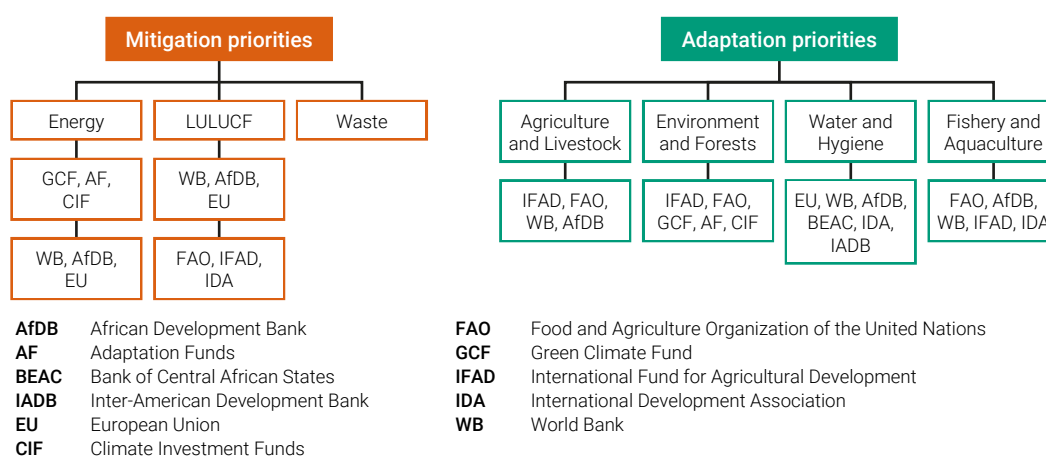 Mitigation priorities
Energy
LULUCF
Waste
GCF, AF,
CIF
WB, AfDB,
EU
WB, AfDB,
EU
FAO, IFAD,
IDA
Adaptation priorities
Agriculture
and Livestock
Environment
and Forests
Water and
Hygiene
Fishery and
Aquaculture
IFAD, FAO,
WB, AfDB
IFAD, FAO,
GCF, AF, CIF
EU, WB, AfDB,
BEAC, IDA,
IADB
FAO, AfDB,
WB, IFAD, IDA
AfDB African Development Bank
AF Adaptation Funds
BEAC Bank of Central African States
IADB Inter-American Development Bank
EU European Union
CIF Climate Investment Funds
FAO Food and Agriculture Organization of the United Nations
GCF Green Climate Fund
IFAD International Fund for Agricultural Development
IDA International Development Association
WB World Bank